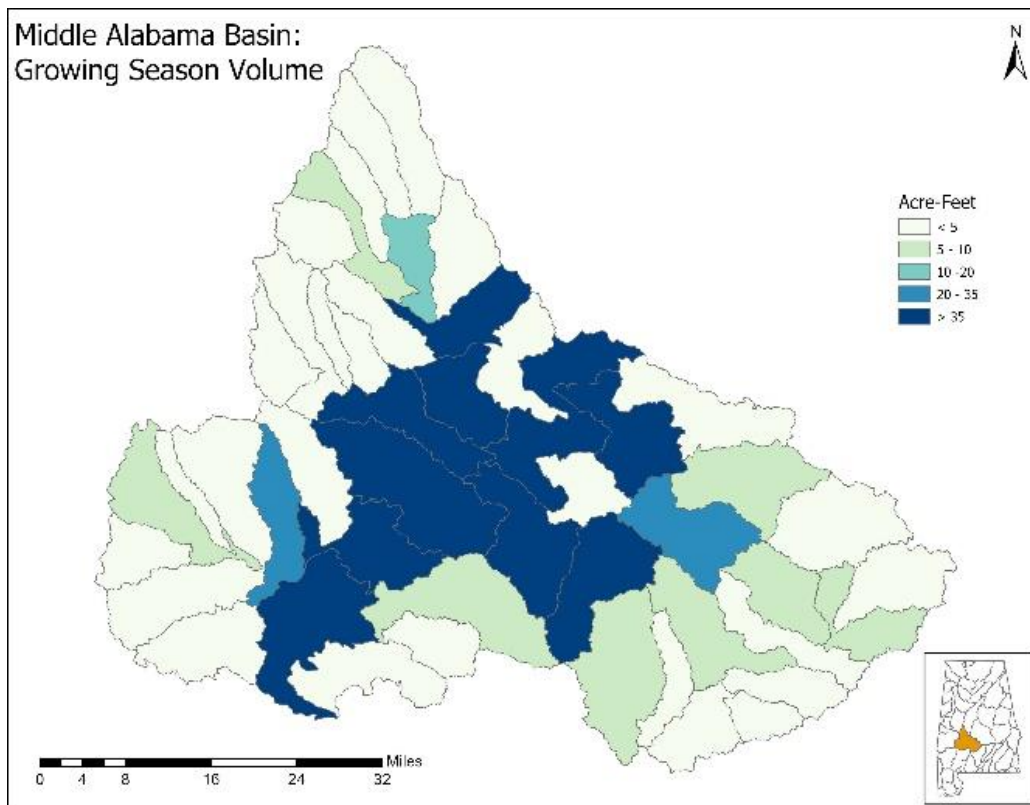 Middle Alabama Basin:
Growing Season Volume
N
Acre-Feet
< 5
5 - 10
10 -20
20 - 35
> 35
Miles
0 2 4 8 16 24 32